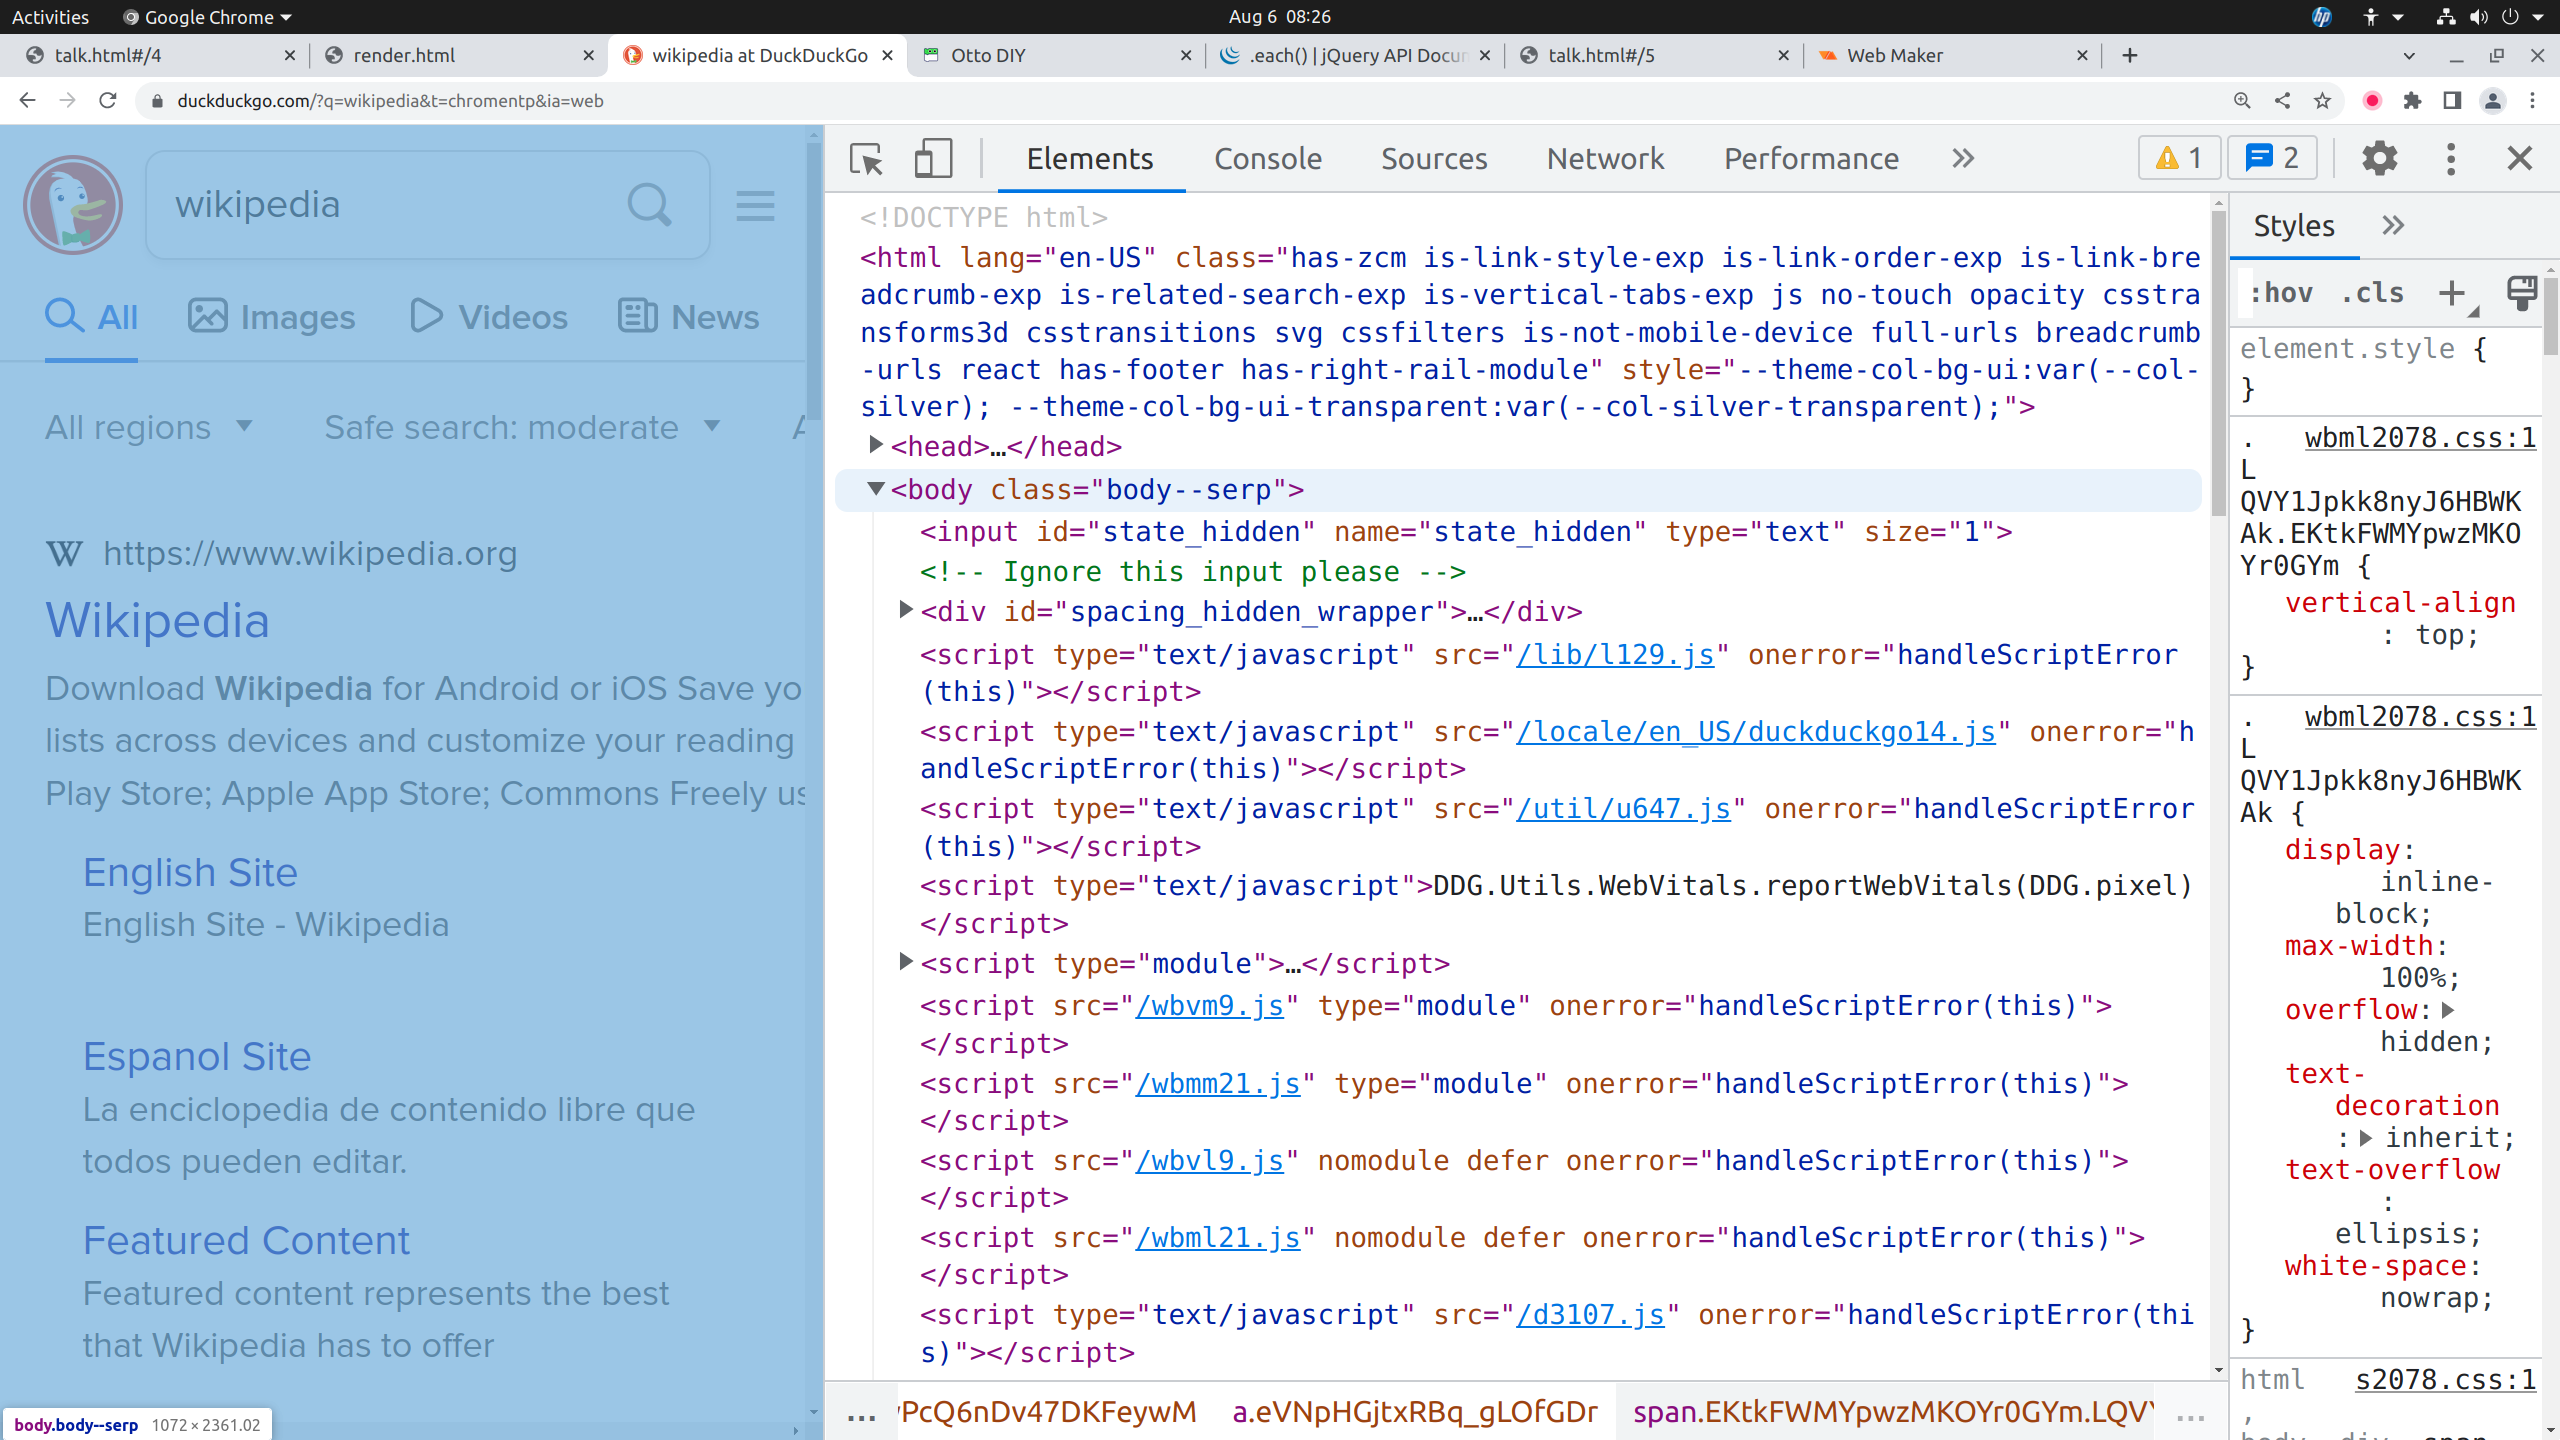 Activities
Google Chrome
Aug 6 08:26
talk.html#/4
render.html
wikipedia at DuckDuckGo
Otto DIY
.each() | jQuery API Docum
talk.html#/5
Web Maker
duckduckgo.com/?q=wikipedia&t=chromentp&ia=web
wikipedia
All
Images
Videos
News
All regions
Safe search: moderate
https://www.wikipedia.org
Wikipedia
Download Wikipedia for Android or iOS Save yo
lists across devices and customize your reading
Play Store; Apple App Store; Commons Freely us
English Site
English Site - Wikipedia
Espanol Site
La enciclopedia de contenido libre que
todos pueden editar.
Featured Content
Featured content represents the best
that Wikipedia has to offer
body.body--serp 1072 × 2361.02
Elements
Console
Sources
Network
Performance
1
2
<!DOCTYPE html>
<html lang="en-US" class="has-zcm is-link-style-exp is-link-order-exp is-link-bre
adcrumb-exp is-related-search-exp is-vertical-tabs-exp js no-touch opacity csstra
nsforms3d csstransitions svg cssfilters is-not-mobile-device full-urls breadcrumb
-urls react has-footer has-right-rail-module" style="--theme-col-bg-ui:var(--col-
silver); --theme-col-bg-ui-transparent:var(--col-silver-transparent);">
<head>…</head>
<body class="body--serp">
<input id="state_hidden" name="state_hidden" type="text" size="1">
<!-- Ignore this input please -->
<div id="spacing_hidden_wrapper">…</div>
<script type="text/javascript" src="/lib/l129.js" onerror="handleScriptError
(this)"></script>
<script type="text/javascript" src="/locale/en_US/duckduckgo14.js" onerror="h
andleScriptError(this)"></script>
<script type="text/javascript" src="/util/u647.js" onerror="handleScriptError
(this)"></script>
<script type="text/javascript">DDG.Utils.WebVitals.reportWebVitals(DDG.pixel)
</script>
<script type="module">…</script>
<script src="/wbvm9.js" type="module" onerror="handleScriptError(this)">
</script>
<script src="/wbmm21.js" type="module" onerror="handleScriptError(this)">
</script>
<script src="/wbvl9.js" nomodule defer onerror="handleScriptError(this)">
</script>
<script src="/wbml21.js" nomodule defer onerror="handleScriptError(this)">
</script>
<script type="text/javascript" src="/d3107.js" onerror="handleScriptError(thi
s)"></script>
… PcQ6nDv47DKFeywM a.eVNpHGjtxRBq_gLOfGDr span.EKtkFWMYpwzMKOYr0GYm.LQVY …
Styles
:hov .cls
element.style {
}
. wbml2078.css:1
L
QVY1Jpkk8nyJ6HBWK
Ak.EKtkFWMYpwzMKO
Yr0GYm {
vertical-align
: top;
}
. wbml2078.css:1
L
QVY1Jpkk8nyJ6HBWK
Ak {
display:
inline-
block;
max-width:
100%;
overflow:
hidden;
text-
decoration
: inherit;
text-overflow
:
ellipsis;
white-space:
nowrap;
}
html s2078.css:1
,
body, div, span,